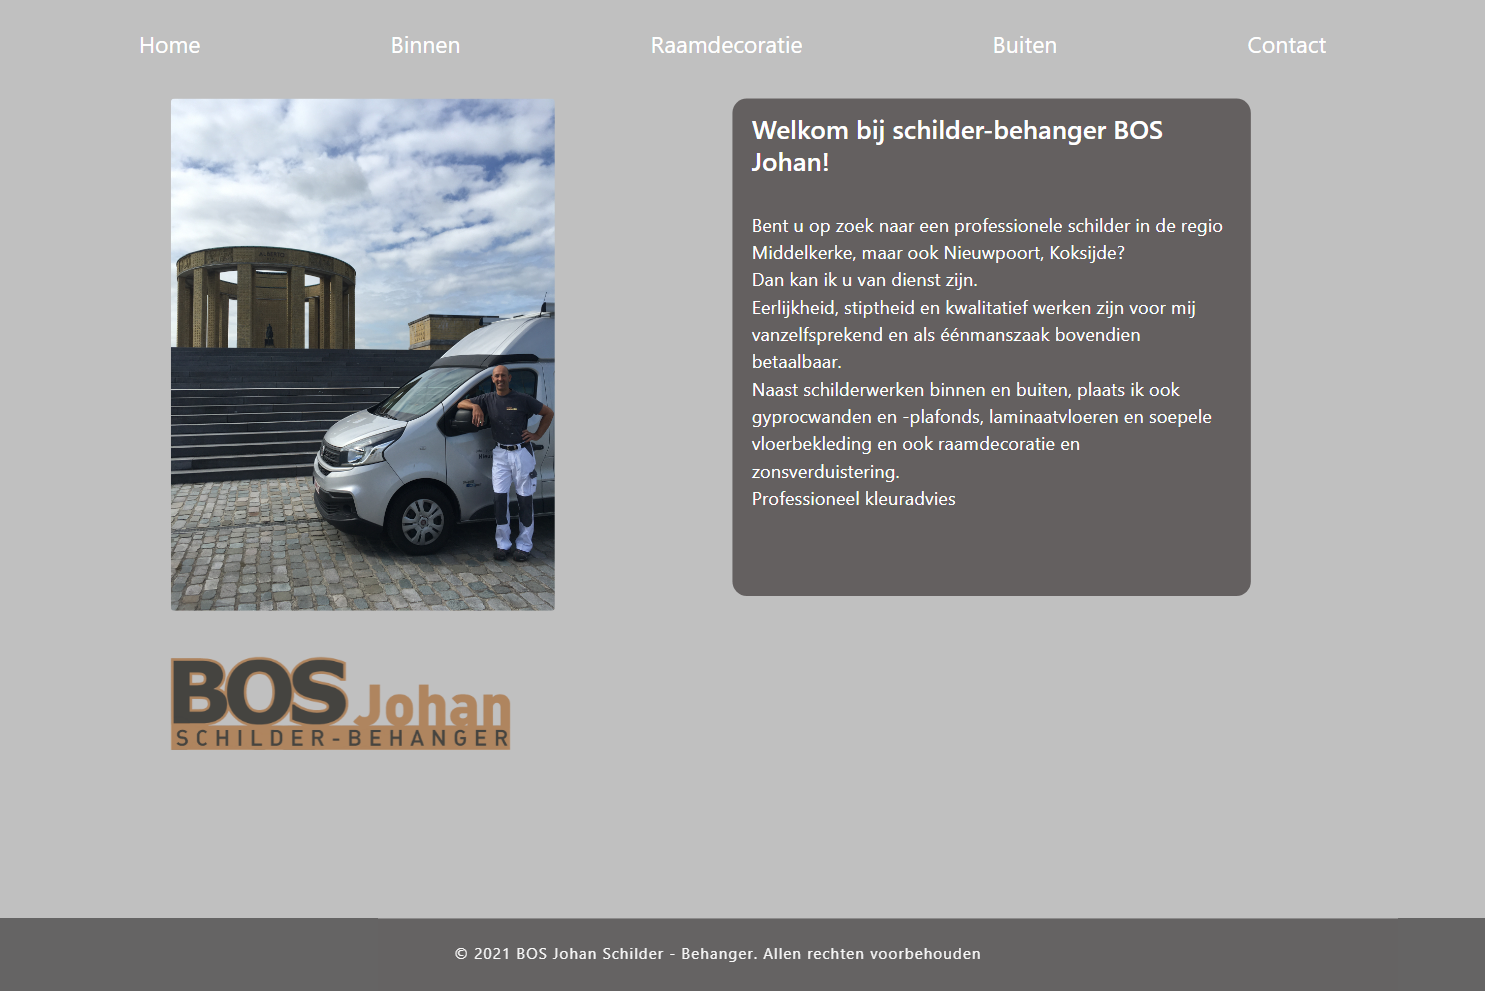 Home Binnen Raamdecoratie Buiten Contact
Welkom bij schilder-behanger BOS
Johan!
Bent u op zoek naar een professionele schilder in de regio
Middelkerke, maar ook Nieuwpoort, Koksijde?
Dan kan ik u van dienst zijn.
Eerlijkheid, stiptheid en kwalitatief werken zijn voor mij
vanzelfsprekend en als éénmanszaak bovendien
betaalbaar.
Naast schilderwerken binnen en buiten, plaats ik ook
gyprocwanden en -plafonds, laminaatvloeren en soepele
vloerbekleding en ook raamdecoratie en
zonsverduistering.
Professioneel kleuradvies
BOS Johan
SCHILDER-BEHANGER
© 2021 BOS Johan Schilder - Behanger. Allen rechten voorbehouden